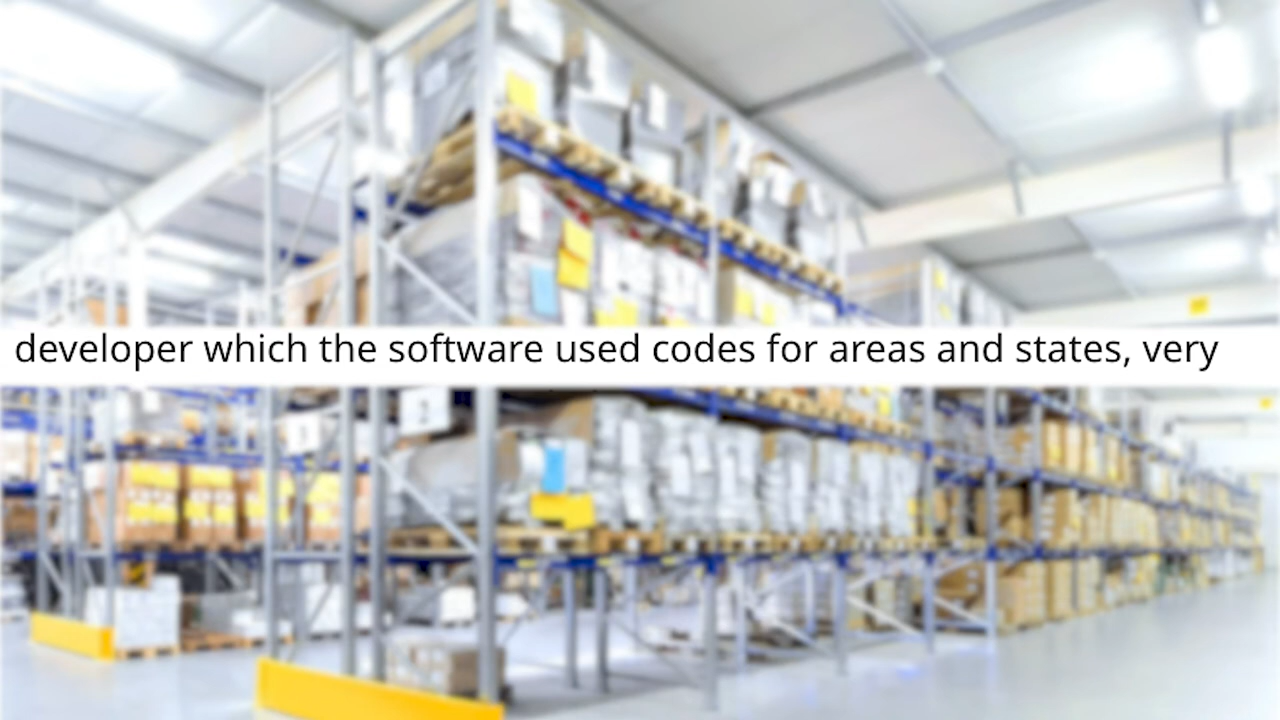 developer which the software used codes for areas and states, very